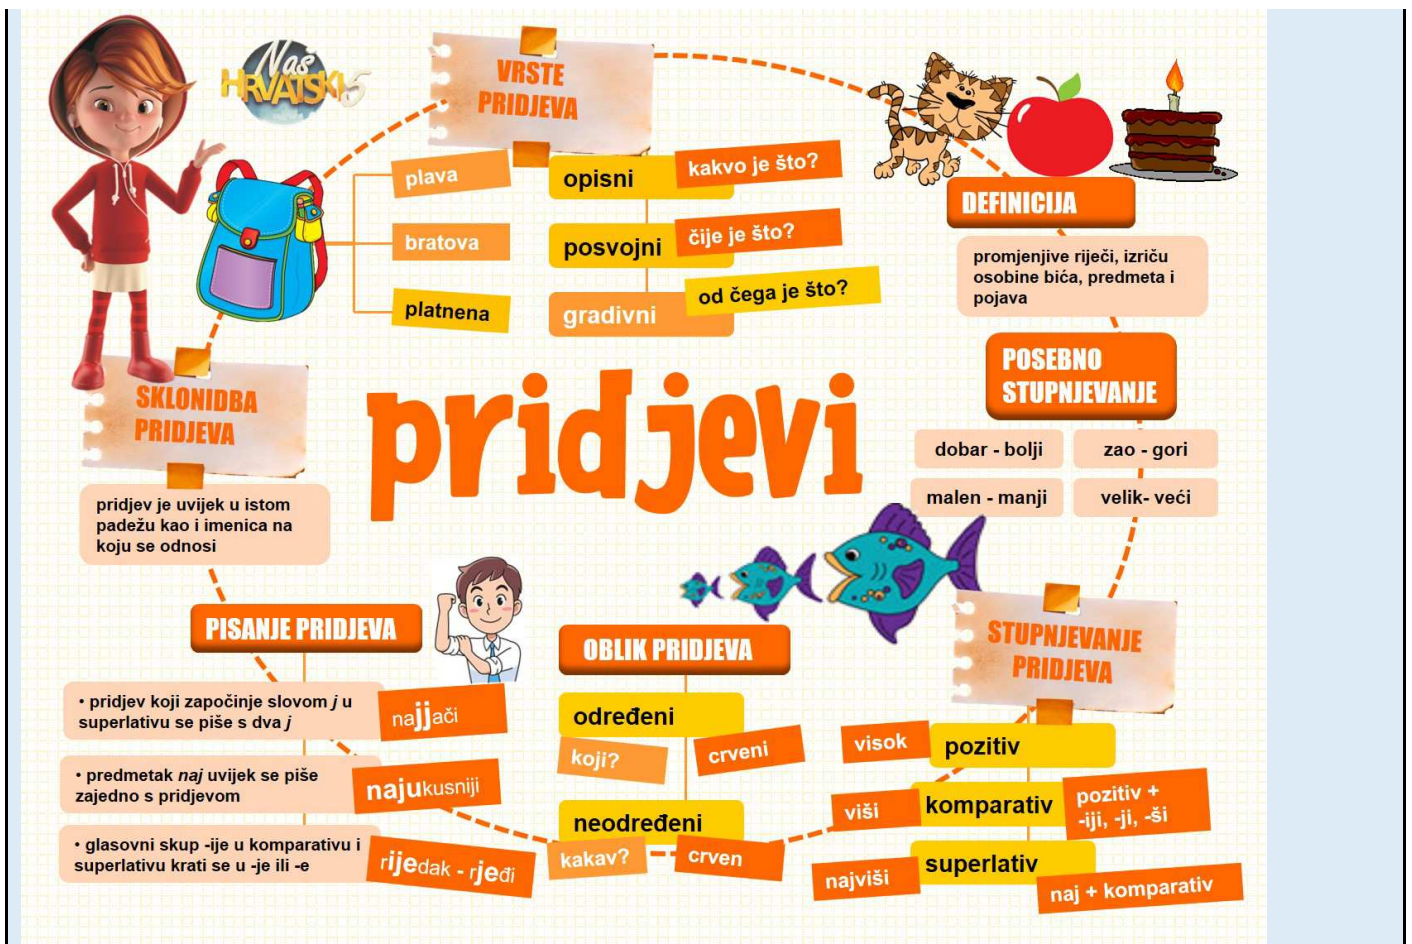 Naš
HRVATSKI 5
VRSTE
PRIDJEVA
plava
bratova
platnena
opisni
kakvo je što?
posvojni
čije je što?
gradivni
od čega je što?
DEFINICIJA
promjenjive riječi, izriču
osobine bića, predmeta i
pojava
POSEBNO
STUPNJEVANJE
dobar - bolji
zao - gori
malen - manji
velik- veći
SKLONIDBA
PRIDJEVA
pridjev je uvijek u istom
padežu kao i imenica na
koju se odnosi
pridjevi
PISANJE PRIDJEVA
• pridjev koji započinje slovom j u
superlativu se piše s dva j
najjači
• predmetak naj uvijek se piše
zajedno s pridjevom
najukusniji
• glasovni skup -ije u komparativu i
superlativu krati se u -je ili -e
rijedak - rjeđi
OBLIK PRIDJEVA
određeni
koji?
crveni
neodređeni
kakav?
crven
STUPNJEVANJE
PRIDJEVA
visok
pozitiv
viši
komparativ
pozitiv +
-iji, -ji, -ši
superlativ
najviši
naj + komparativ